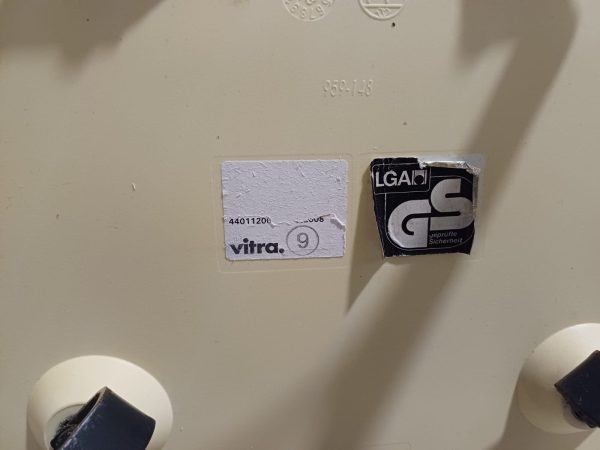 959-148
44011200
vitra. 9
LGA
GS
geprüfte
Sicherheit